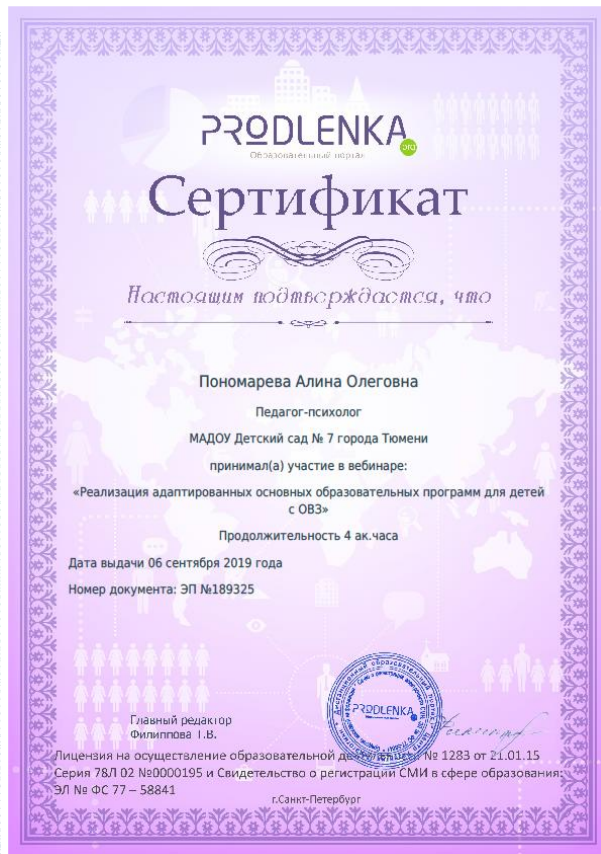 PRODLENKA
.org
Образовательный портал
Сертификат
Настоящим подтверждается, что
Пономарева Алина Олеговна
Педагог-психолог
МАДОУ Детский сад № 7 города Тюмени
принимал(а) участие в вебинаре:
«Реализация адаптированных основных образовательных программ для детей
с ОВЗ»
Продолжительность 4 ак.часа
Дата выдачи 06 сентября 2019 года
Номер документа: ЭП №189325
PRODLENKA
Главный редактор
Филиппова Т.В.
Лицензия на осуществление образовательной деятельности № 1283 от 21.01.15
Серия 78Л 02 №0000195 и Свидетельство о регистрации СМИ в сфере образования:
ЭЛ № ФС 77 – 58841
г.Санкт-Петербург